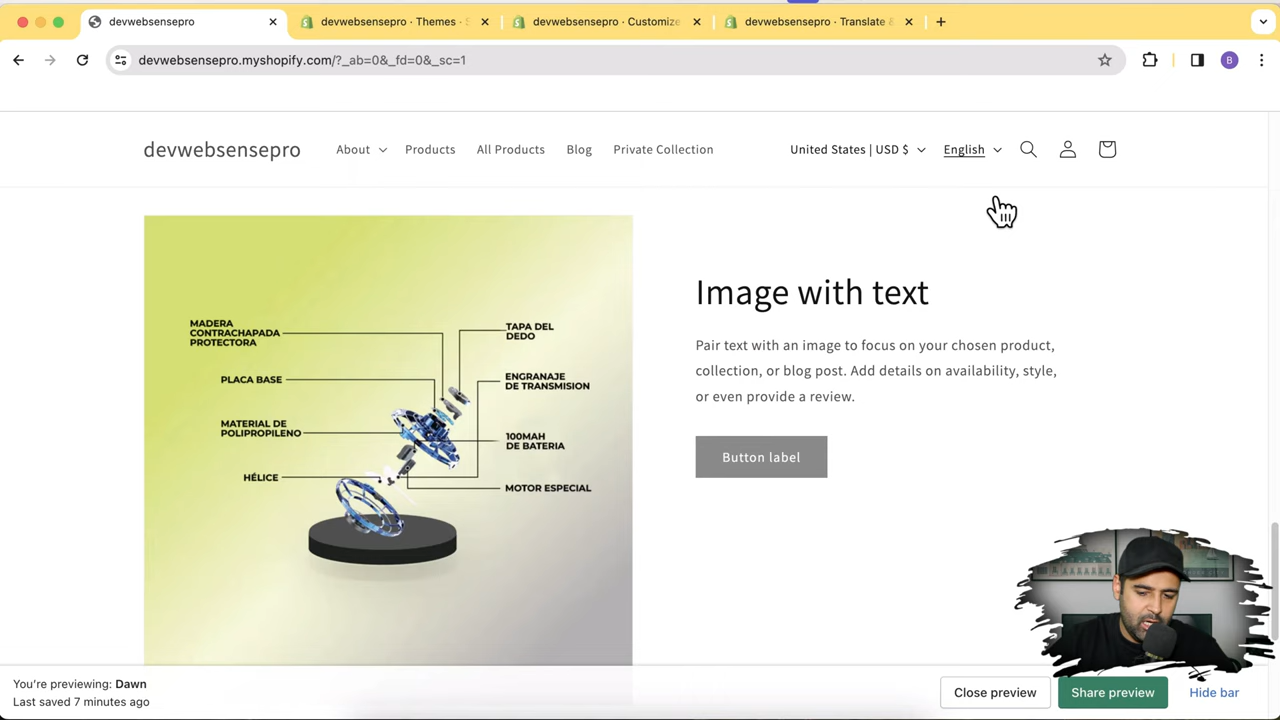 devwebsensepro
devwebsensepro · Themes · S
devwebsensepro · Customize
devwebsensepro · Translate &
devwebsensepro.myshopify.com/?_ab=0&_fd=0&_sc=1
B
devwebsensepro
About
Products
All Products
Blog
Private Collection
United States | USD $
English
MADERA
CONTRACHAPADA
PROTECTORA
PLACA BASE
MATERIAL DE
POLIPROPILENO
HÉLICE
TAPA DEL
DEDO
ENGRANAJE
DE TRANSMISION
100MAH
DE BATERIA
MOTOR ESPECIAL
Image with text
Pair text with an image to focus on your chosen product,
collection, or blog post. Add details on availability, style,
or even provide a review.
Button label
You're previewing: Dawn
Last saved 7 minutes ago
Close preview
Share preview
Hide bar